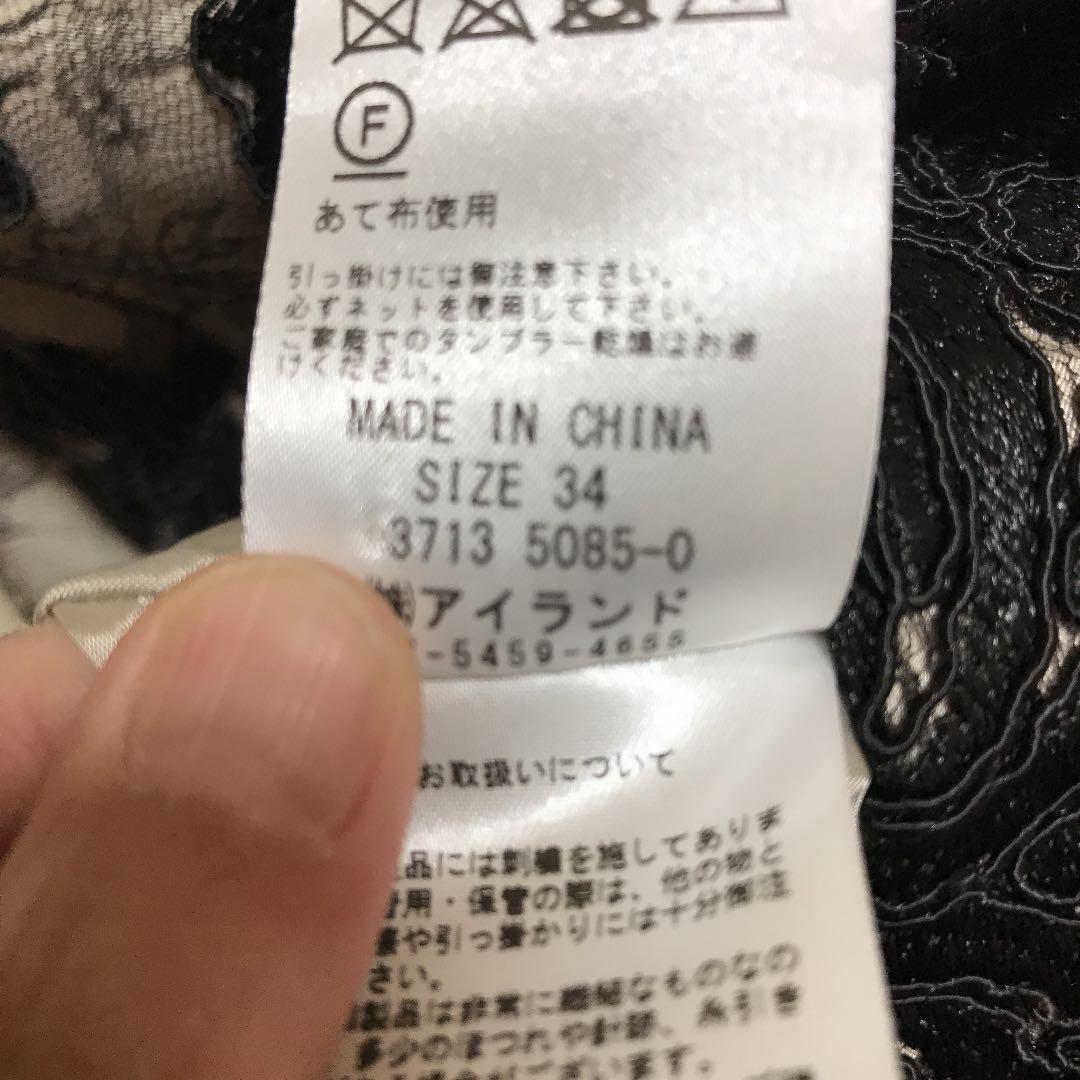 F
あて布使用
引っ掛けには御注意下さい。
必ずネットを使用して下さい。
ご家庭でのタンブラー乾燥はお避
けください。
MADE IN CHINA
SIZE 34
3713 5085-0
㈱アイランド
-5459-4655
お取扱いについて
品には刺繍を施してありま
用・保管の際は、他の物と
や引っ掛かりには十分御注
さい。
製品は非常に繊細なものなの
多少のほつれや針跡、糸引き
ございます。